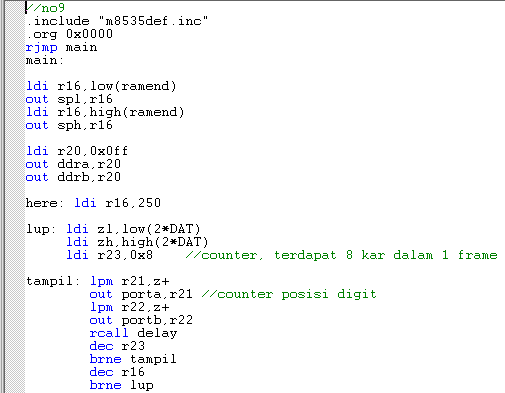 //no9
.include "m8535def.inc"
.org 0x0000
rjmp main
main:
ldi r16,low(ramend)
out spl,r16
ldi r16,high(ramend)
out sph,r16
ldi r20,0x0ff
out ddra,r20
out ddrb,r20
here: ldi r16,250
lup: ldi zl,low(2*DAT)
ldi zh,high(2*DAT)
ldi r23,0x8 //counter, terdapat 8 kar dalam 1 frame
tampil: lpm r21,z+
out porta,r21 //counter posisi digit
lpm r22,z+
out portb,r22
rcall delay
dec r23
brne tampil
dec r16
brne lup